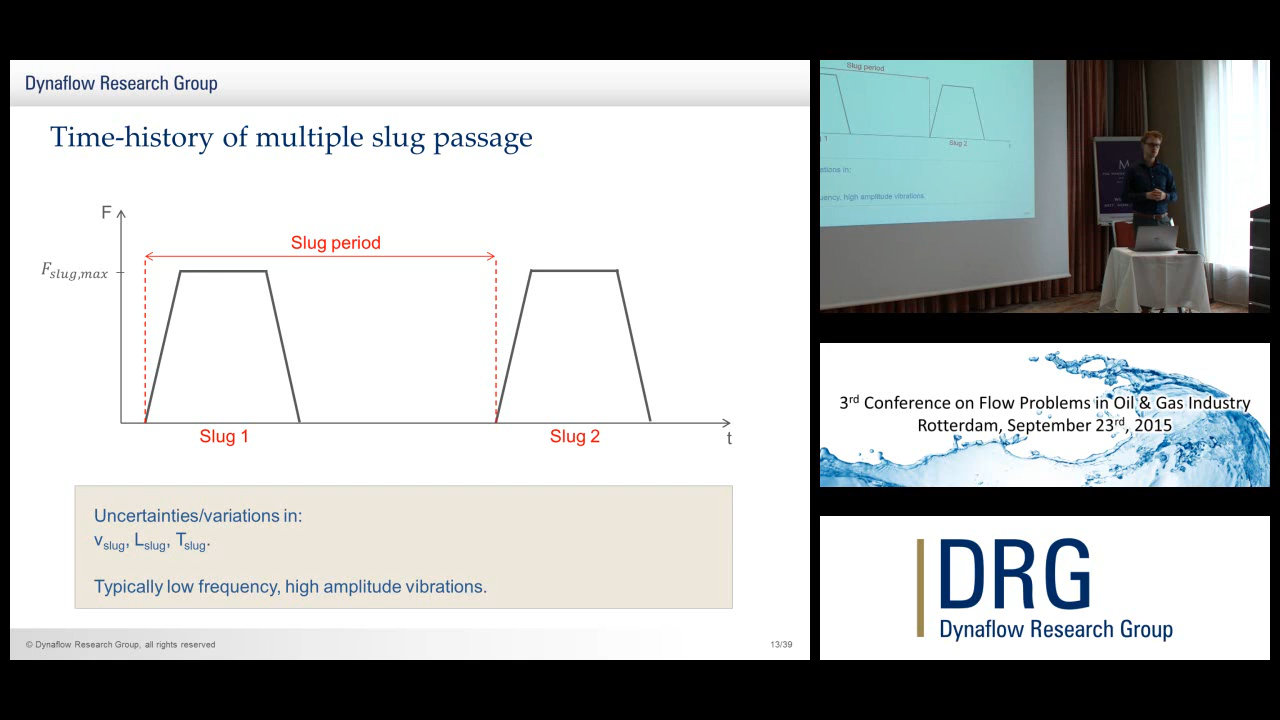 Dynaflow Research Group
Time-history of multiple slug passage
F
Slug period
F_slug,max
Slug 1
Slug 2
t
Uncertainties/variations in:
v_slug, L_slug, T_slug.
Typically low frequency, high amplitude vibrations.
© Dynaflow Research Group, all rights reserved
13/39
Slug period
Slug 2
t
ations in:
uency, high amplitude vibrations.
M
3rd Conference on Flow Problems in Oil & Gas Industry
Rotterdam, September 23rd, 2015
DRG
Dynaflow Research Group